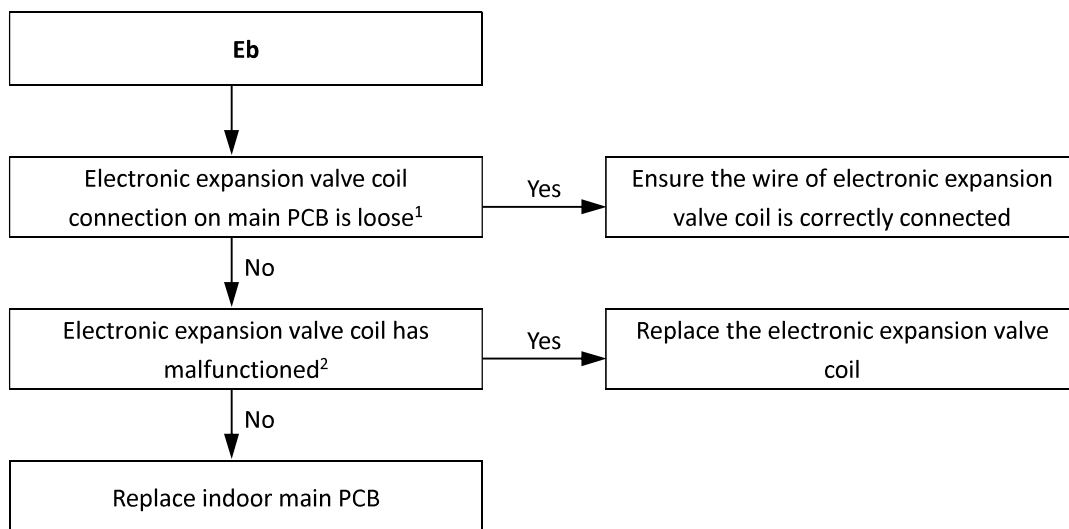 Eb
Electronic expansion valve coil
connection on main PCB is loose¹
Yes
Ensure the wire of electronic expansion
valve coil is correctly connected
No
Electronic expansion valve coil has
malfunctioned²
Yes
Replace the electronic expansion valve
coil
No
Replace indoor main PCB